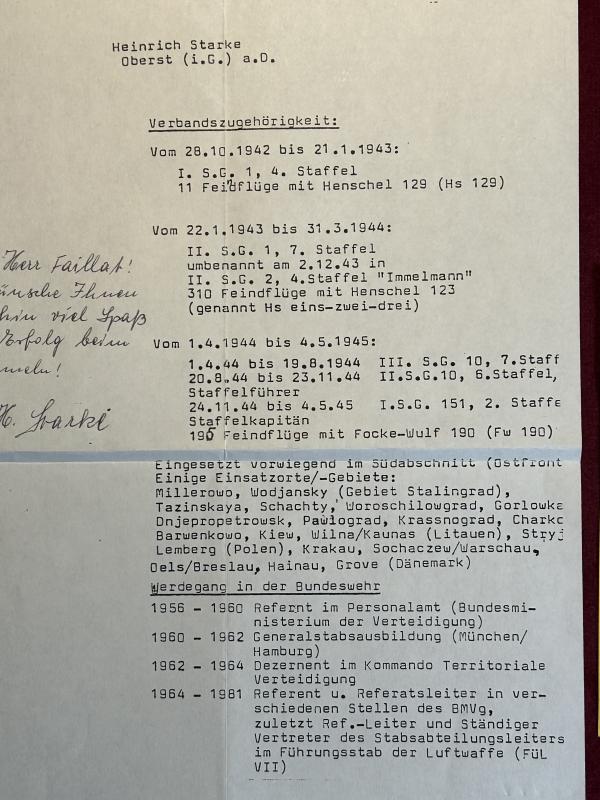 Heinrich Starke
Oberst (i.G.) a.D.
Verbandszugehörigkeit:
Vom 28.10.1942 bis 21.1.1943:
I. S.G. 1, 4. Staffel
11 Feindflüge mit Henschel 129 (Hs 129)
Vom 22.1.1943 bis 31.3.1944:
II. S.G. 1, 7. Staffel
umbenannt am 2.12.43 in
II. S.G. 2, 4.Staffel "Immelmann"
310 Feindflüge mit Henschel 123
(genannt Hs eins-zwei-drei)
Herr Faillat!
ünsche Ihnen
hin viel Spaß
Erfolg beim
meln!
H. Starke
Vom 1.4.1944 bis 4.5.1945:
1.4.44 bis 19.8.1944 III. S.G. 10, 7.Staff
20.8.44 bis 23.11.44 II.S.G.10, 6.Staffel,
Staffelführer
24.11.44 bis 4.5.45 I.S.G. 151, 2. Staffe
Staffelkapitän
195 Feindflüge mit Focke-Wulf 190 (Fw 190)
Eingesetzt vorwiegend im Südabschnitt (Ostfront
Einige Einsatzorte/-Gebiete:
Millerowo, Wodjansky (Gebiet Stalingrad),
Tazinskaya, Schachty, Woroschilowgrad, Gorlowka
Dnjepropetrowsk, Pawlograd, Krassnograd, Charko
Barwenkowo, Kiew, Wilna/Kaunas (Litauen), Stryj
Lemberg (Polen), Krakau, Sochaczew/Warschau,
Oels/Breslau, Hainau, Grove (Dänemark)
Werdegang in der Bundeswehr
1956 - 1960 Refernt im Personalamt (Bundesmi-
nisterium der Verteidigung)
1960 - 1962 Generalstabsausbildung (München/
Hamburg)
1962 - 1964 Dezernent im Kommando Territoriale
Verteidigung
1964 - 1981 Referent u. Referatsleiter in ver-
schiedenen Stellen des BMVg,
zuletzt Ref.-Leiter und Ständiger
Vertreter des Stabsabteilungsleiters
im Führungsstab der Luftwaffe (FüL
VII)